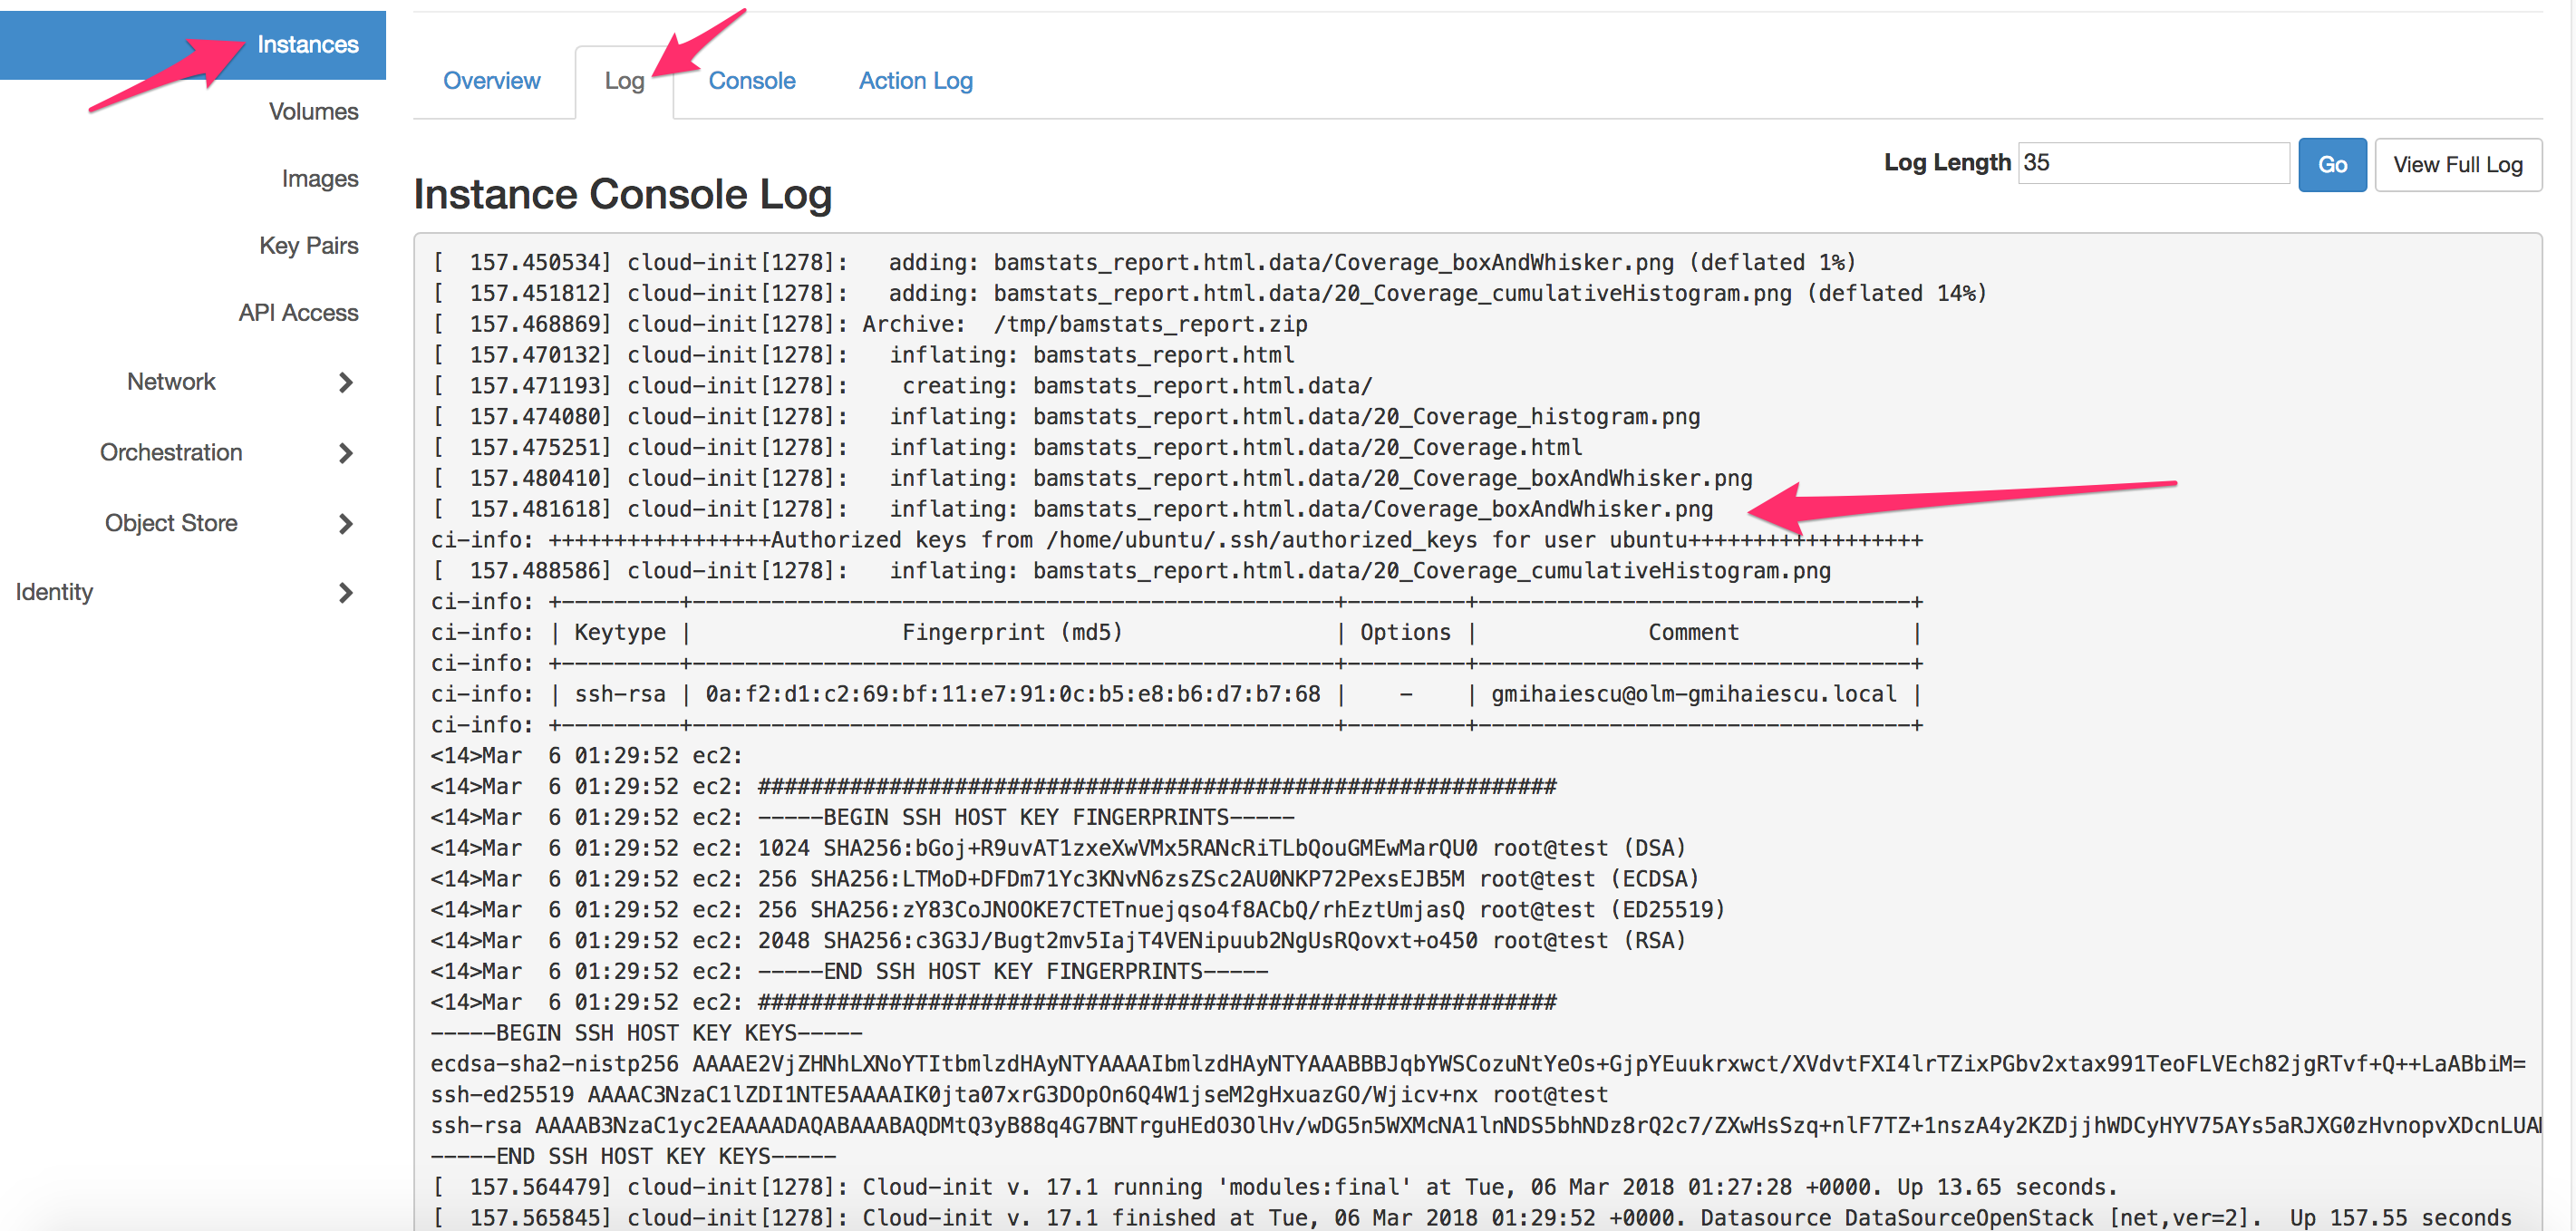 Instances
Volumes
Images
Key Pairs
API Access
Network
Orchestration
Object Store
Identity
Overview Log Console Action Log
Log Length 35 Go View Full Log
Instance Console Log
[  157.450534] cloud-init[1278]:   adding: bamstats_report.html.data/Coverage_boxAndWhisker.png (deflated 1%)
[  157.451812] cloud-init[1278]:   adding: bamstats_report.html.data/20_Coverage_cumulativeHistogram.png (deflated 14%)
[  157.468869] cloud-init[1278]: Archive:  /tmp/bamstats_report.zip
[  157.470132] cloud-init[1278]:   inflating: bamstats_report.html
[  157.471193] cloud-init[1278]:    creating: bamstats_report.html.data/
[  157.474080] cloud-init[1278]:   inflating: bamstats_report.html.data/20_Coverage_histogram.png
[  157.475251] cloud-init[1278]:   inflating: bamstats_report.html.data/20_Coverage.html
[  157.480410] cloud-init[1278]:   inflating: bamstats_report.html.data/20_Coverage_boxAndWhisker.png
[  157.481618] cloud-init[1278]:   inflating: bamstats_report.html.data/Coverage_boxAndWhisker.png
ci-info: +++++++++++++++++Authorized keys from /home/ubuntu/.ssh/authorized_keys for user ubuntu++++++++++++++++++
[  157.488586] cloud-init[1278]:   inflating: bamstats_report.html.data/20_Coverage_cumulativeHistogram.png
ci-info: +---------+-------------------------------------------------+---------+---------------------------------+
ci-info: | Keytype |                Fingerprint (md5)                | Options |             Comment             |
ci-info: +---------+-------------------------------------------------+---------+---------------------------------+
ci-info: | ssh-rsa | 0a:f2:d1:c2:69:bf:11:e7:91:0c:b5:e8:b6:d7:b7:68 |    -    | gmihaiescu@olm-gmihaiescu.local |
ci-info: +---------+-------------------------------------------------+---------+---------------------------------+
<14>Mar  6 01:29:52 ec2:
<14>Mar  6 01:29:52 ec2: #############################################################
<14>Mar  6 01:29:52 ec2: -----BEGIN SSH HOST KEY FINGERPRINTS-----
<14>Mar  6 01:29:52 ec2: 1024 SHA256:bGoj+R9uvAT1zxeXwVMx5RANcRiTLbQouGMEwMarQU0 root@test (DSA)
<14>Mar  6 01:29:52 ec2: 256 SHA256:LTMoD+DFDm71Yc3KNvN6zsZSc2AU0NKP72PexsEJB5M root@test (ECDSA)
<14>Mar  6 01:29:52 ec2: 256 SHA256:zY83CoJNOOKE7CTETnuejqso4f8ACbQ/rhEztUmjasQ root@test (ED25519)
<14>Mar  6 01:29:52 ec2: 2048 SHA256:c3G3J/Bugt2mv5IajT4VENipuub2NgUsRQovxt+o450 root@test (RSA)
<14>Mar  6 01:29:52 ec2: -----END SSH HOST KEY FINGERPRINTS-----
<14>Mar  6 01:29:52 ec2: #############################################################
-----BEGIN SSH HOST KEY KEYS-----
ecdsa-sha2-nistp256 AAAAE2VjZHNhLXNoYTItbmlzdHAyNTYAAAAIbmlzdHAyNTYAAABBBJqbYWSCozuNtYeOs+GjpYEuukrxwct/XVdvtFXI4lrTZixPGbv2xtax991TeoFLVEch82jgRTvf+Q++LaABbiM=
ssh-ed25519 AAAAC3NzaC1lZDI1NTE5AAAAIK0jta07xrG3DOpOn6Q4W1jseM2gHxuazGO/Wjicv+nx root@test
ssh-rsa AAAAB3NzaC1yc2EAAAADAQABAAABAQDMtQ3yB88q4G7BNTrguHEdO3OlHv/wDG5n5WXMcNA1lnNDS5bhNDz8rQ2c7/ZXwHsSzq+nlF7TZ+1nszA4y2KZDjjhWDCyHYV75AYs5aRJXG0zHvnopvXDcnLUA
-----END SSH HOST KEY KEYS-----
[  157.564479] cloud-init[1278]: Cloud-init v. 17.1 running 'modules:final' at Tue, 06 Mar 2018 01:27:28 +0000. Up 13.65 seconds.
[  157.565845] cloud-init[1278]: Cloud-init v. 17.1 finished at Tue, 06 Mar 2018 01:29:52 +0000. Datasource DataSourceOpenStack [net,ver=2].  Up 157.55 seconds